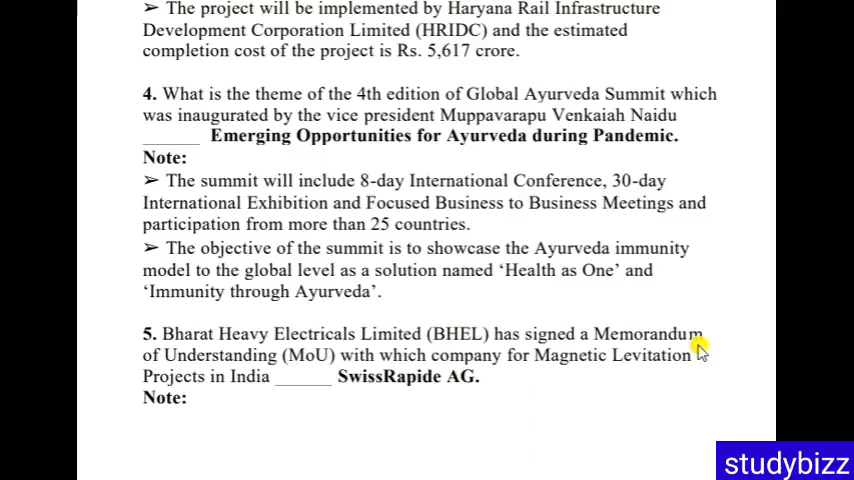 ➢ The project will be implemented by Haryana Rail Infrastructure
Development Corporation Limited (HRIDC) and the estimated
completion cost of the project is Rs. 5,617 crore.
4. What is the theme of the 4th edition of Global Ayurveda Summit which
was inaugurated by the vice president Muppavarapu Venkaiah Naidu
______ Emerging Opportunities for Ayurveda during Pandemic.
Note:
➢ The summit will include 8-day International Conference, 30-day
International Exhibition and Focused Business to Business Meetings and
participation from more than 25 countries.
➢ The objective of the summit is to showcase the Ayurveda immunity
model to the global level as a solution named ‘Health as One’ and
‘Immunity through Ayurveda’.
5. Bharat Heavy Electricals Limited (BHEL) has signed a Memorandum
of Understanding (MoU) with which company for Magnetic Levitation
Projects in India ______ SwissRapide AG.
Note:
studybizz